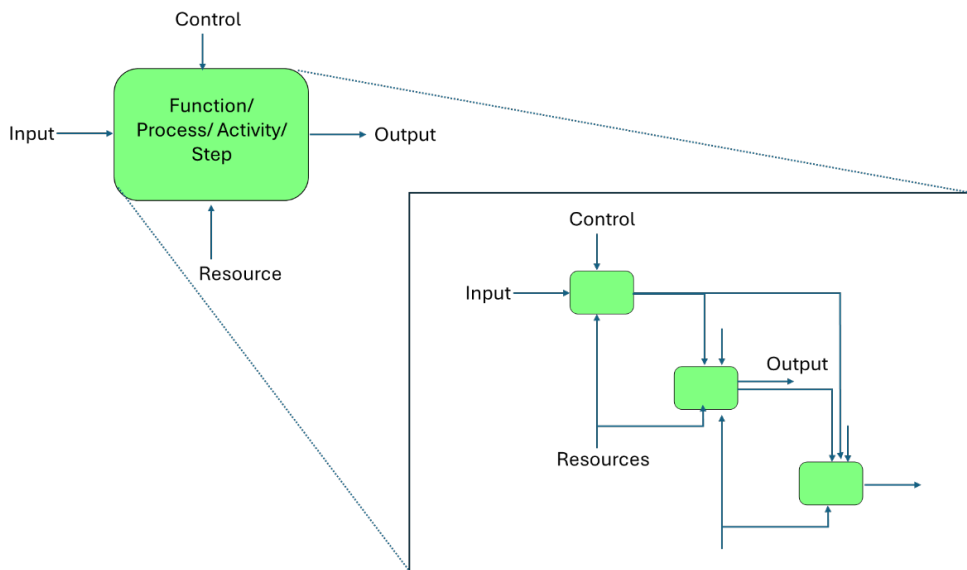 Control
Function/
Process/ Activity/
Step
Input
Output
Resource
Control
Input
Output
Resources